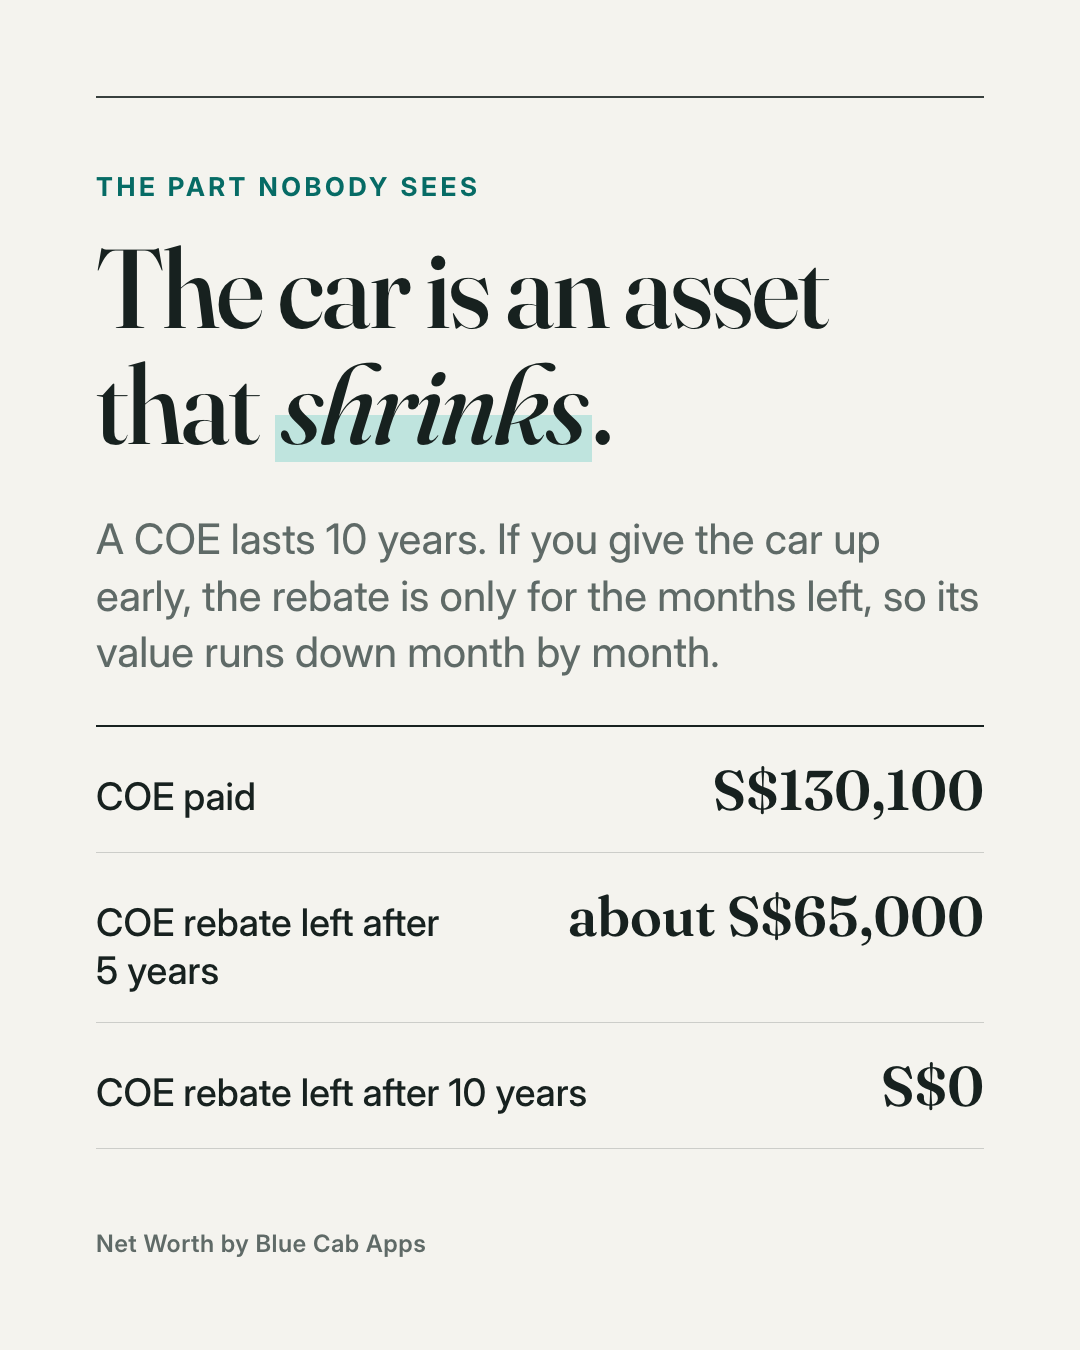 THE PART NOBODY SEES
The car is an asset
that shrinks.
A COE lasts 10 years. If you give the car up
early, the rebate is only for the months left, so its
value runs down month by month.
COE paid S$130,100
COE rebate left after about S$65,000
5 years
COE rebate left after 10 years S$0
Net Worth by Blue Cab Apps